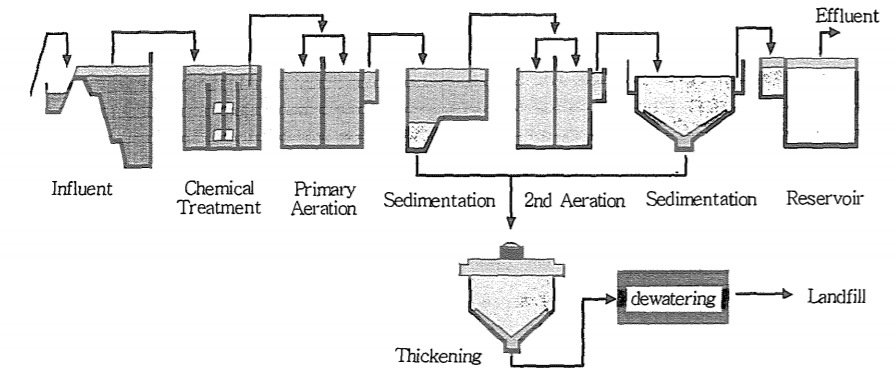 Effluent
Influent
Chemical
Treatment
Primary
Aeration
Sedimentation
2nd Aeration
Sedimentation
Reservoir
dewatering
Landfill
Thickening